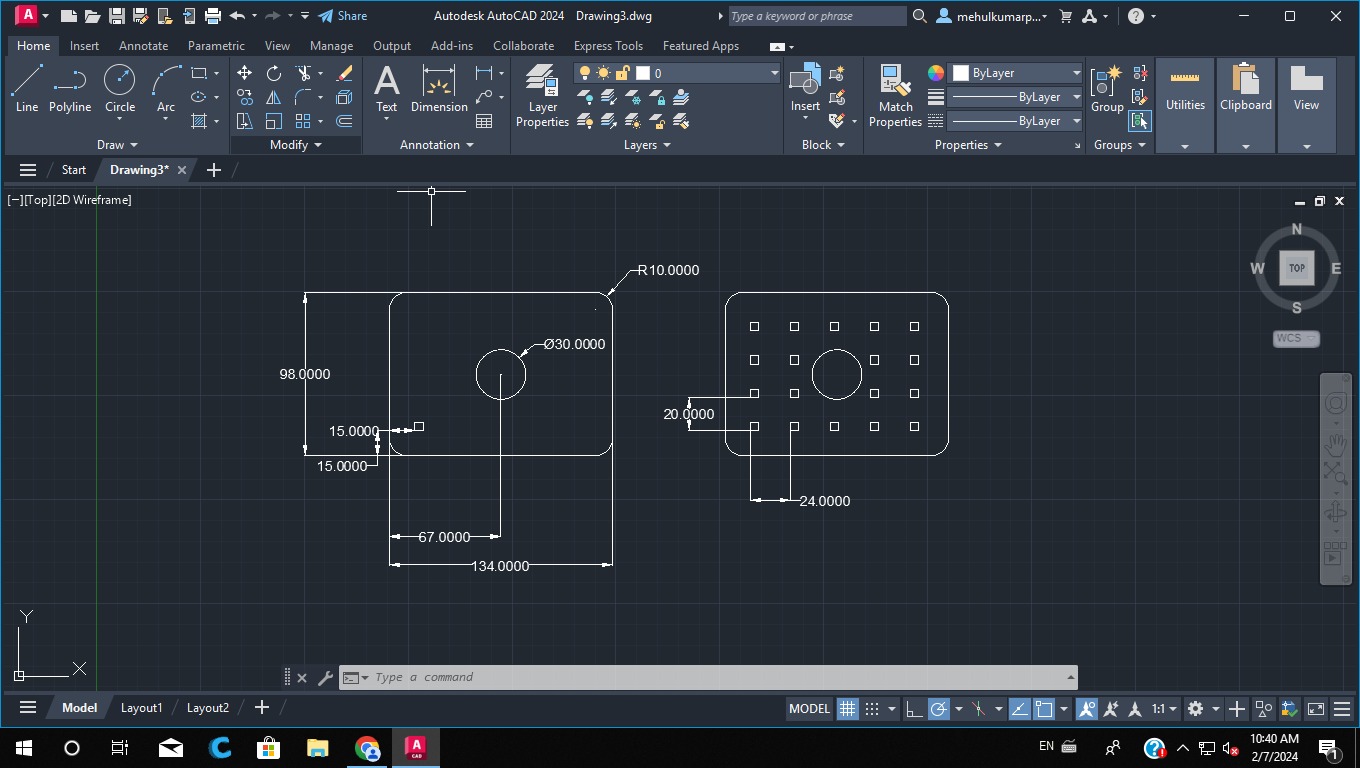 A CAD
Share
Autodesk AutoCAD 2024 Drawing3.dwg
Type a keyword or phrase
mehulkumarp...
Home Insert Annotate Parametric View Manage Output Add-ins Collaborate Express Tools Featured Apps
Line Polyline Circle Arc
A Text Dimension
Layer Properties
0
Insert
Match Properties
ByLayer
ByLayer
ByLayer
Group
Utilities
Clipboard
View
Draw Modify Annotation Layers Block Properties Groups
Start Drawing3*
[−][Top][2D Wireframe]
N
W TOP E
S
WCS
R10.0000
Ø30.0000
98.0000
15.0000
15.0000
67.0000
134.0000
20.0000
24.0000
Y
X
Type a command
Model Layout1 Layout2
MODEL
1:1
A CAD
EN
10:40 AM
2/7/2024
1